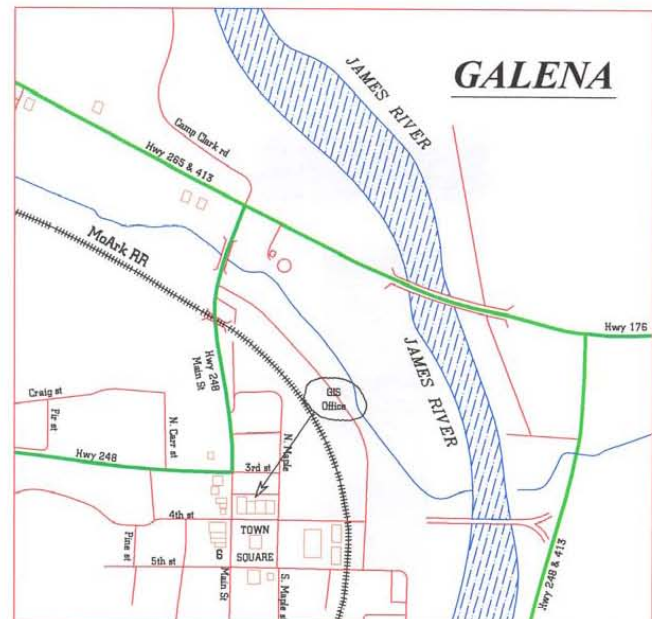 GALENA
JAMES RIVER
Camp Clark rd
Hwy 265 & 413
MoArk RR
Hwy 176
Hwy 248
Main St
JAMES RIVER
GIS
Office
Craig st
Fir st
N. Carr st
N. Maple
Hwy 248
3rd st
4th st
TOWN
SQUARE
Pine st
5th st
6
Main St
S. Maple st
Hwy 248 & 413